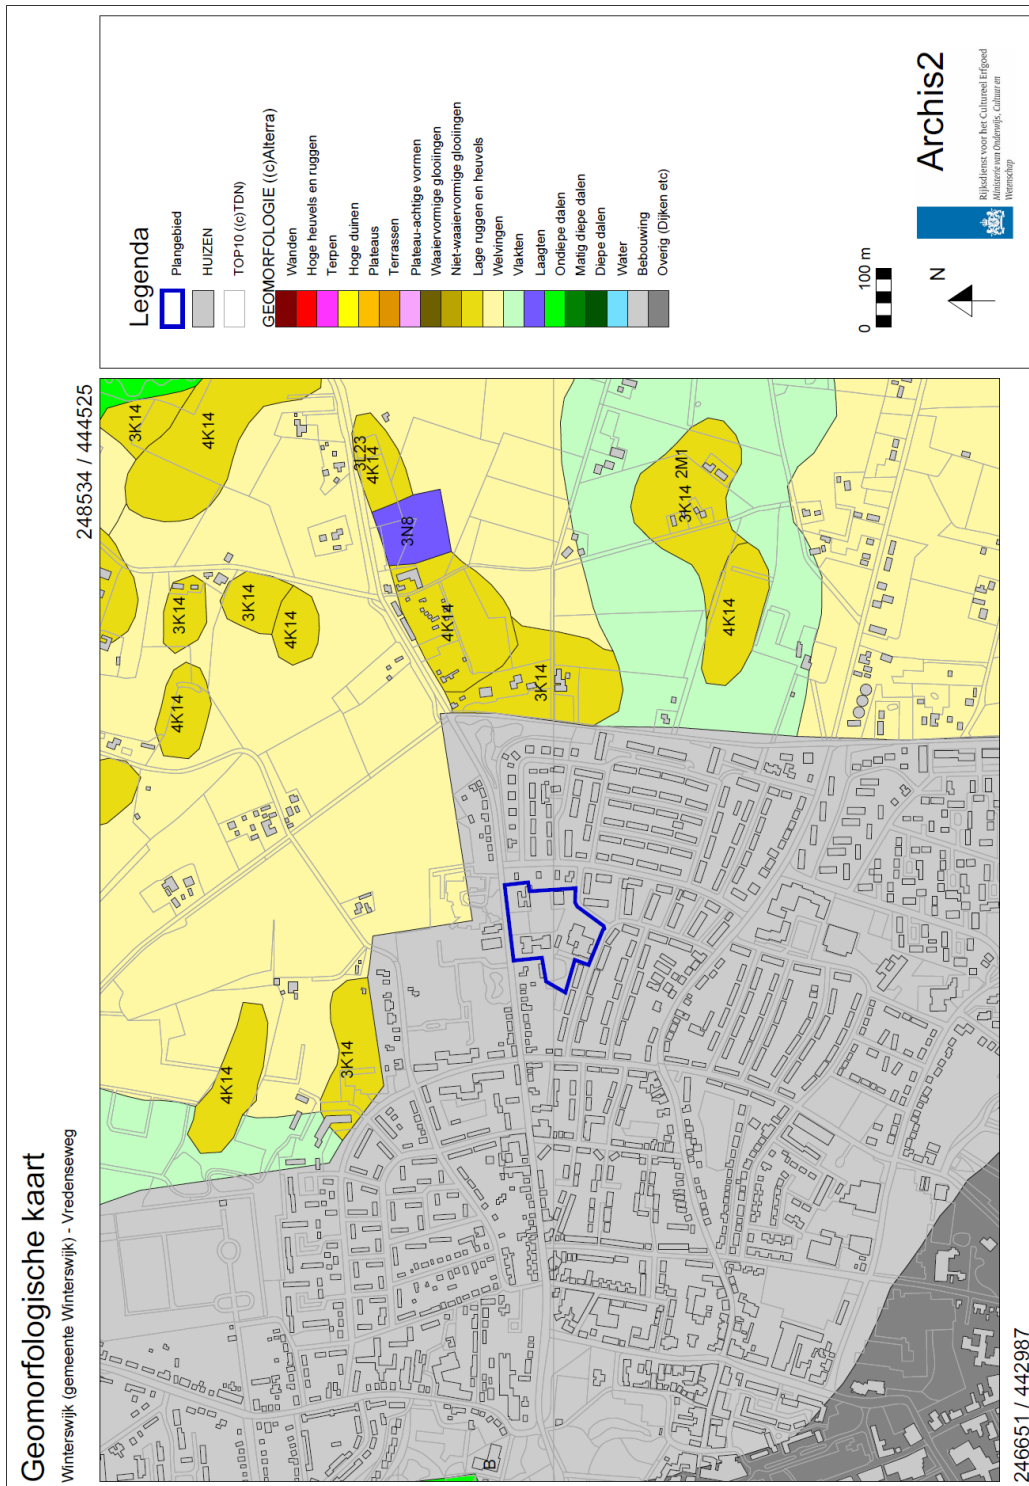 Geomorfologische kaart
Winterswijk (gemeente Winterswijk) - Vredenseweg
248534 / 444525
3K14
4K14
3L23
4K14
3N8
3K14
3K14
4K14
4K14
4K14
3K14
3K14
2M1
4K14
4K14
3K14
B
246651 / 442987
Legenda
Plangebied
HUIZEN
TOP10 ((c)TDN)
GEOMORFOLOGIE ((c)Alterra)
Wanden
Hoge heuvels en ruggen
Terpen
Hoge duinen
Plateaus
Terrassen
Plateau-achtige vormen
Waaiervormige glooiingen
Niet-waaiervormige glooiingen
Lage ruggen en heuvels
Welvingen
Vlakten
Laagten
Ondiepe dalen
Matig diepe dalen
Diepe dalen
Water
Bebouwing
Overig (Dijken etc)
0
100 m
N
Archis2
Rijksdienst voor het Cultureel Erfgoed
Ministerie van Onderwijs, Cultuur en
Wetenschap